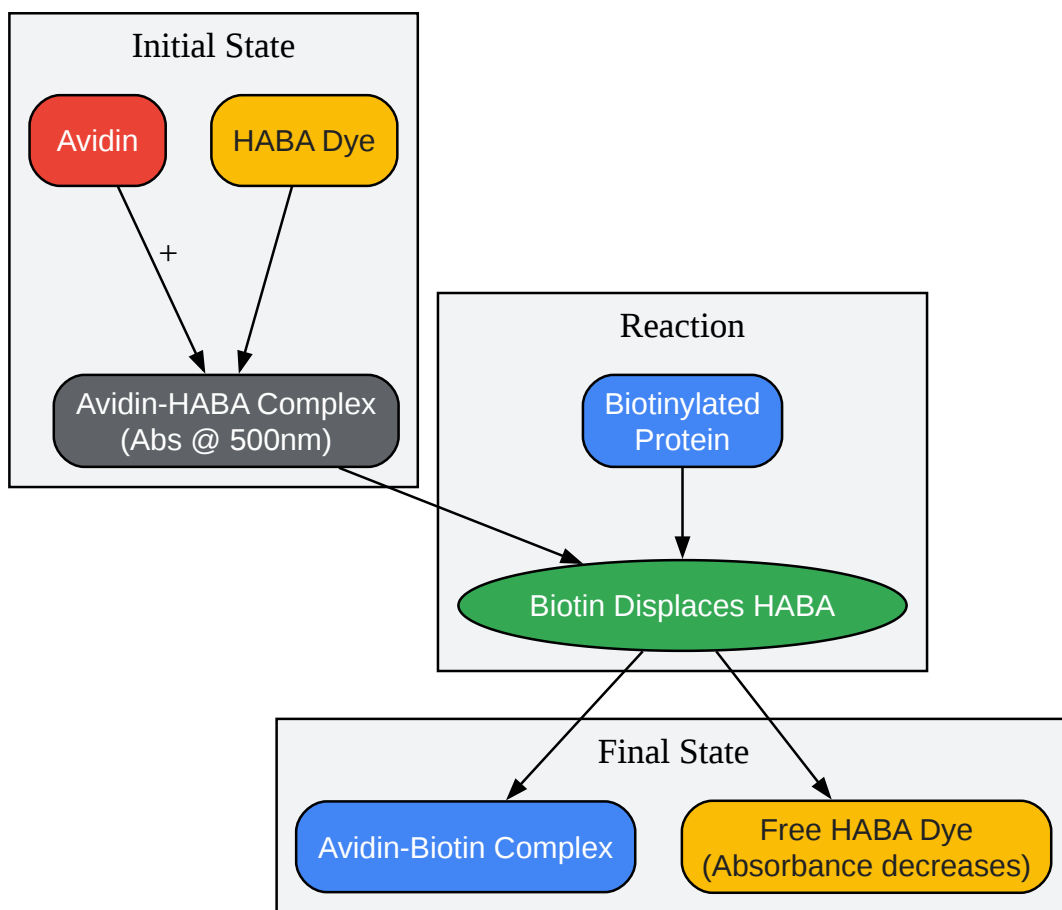 Initial State
Avidin
HABA Dye
+
Avidin-HABA Complex
(Abs @ 500nm)
Reaction
Biotinylated
Protein
Biotin Displaces HABA
Final State
Avidin-Biotin Complex
Free HABA Dye
(Absorbance decreases)